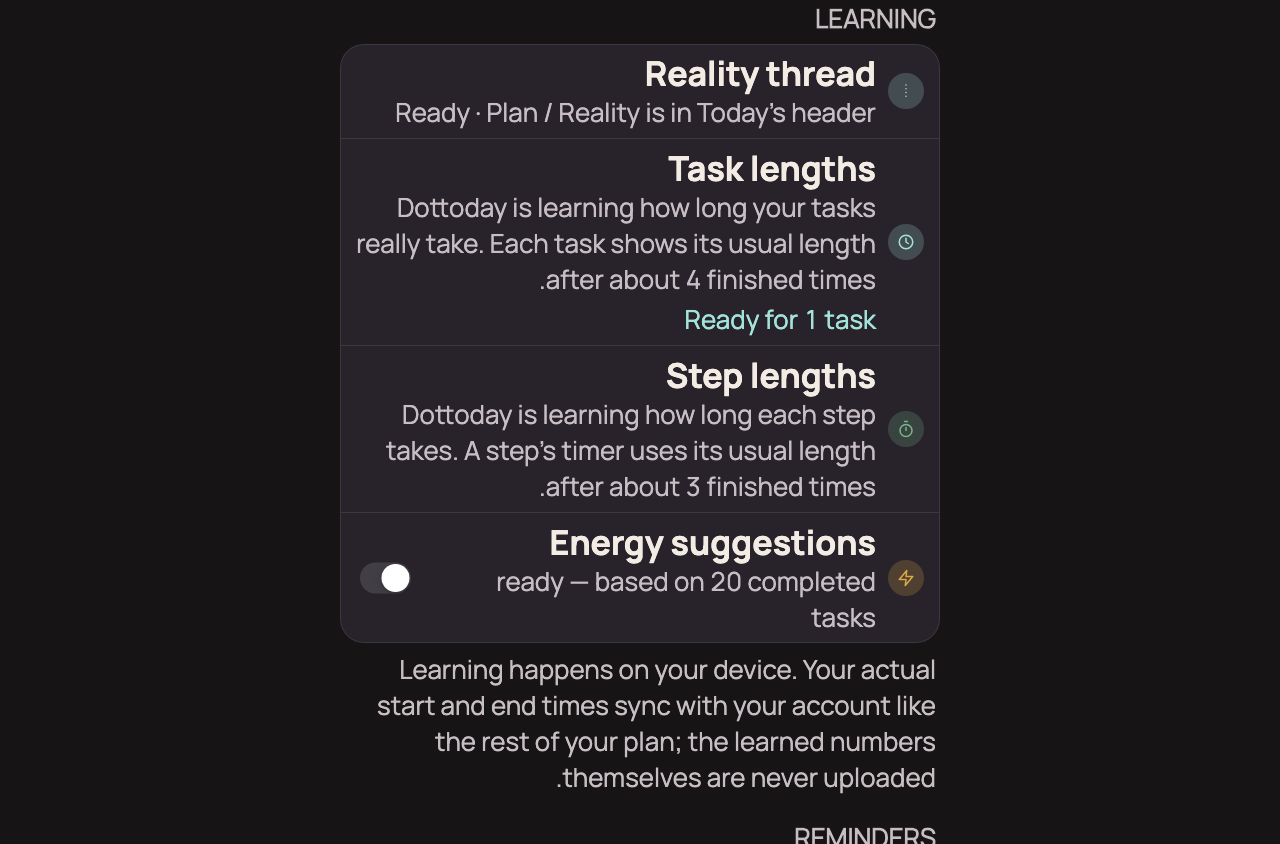 LEARNING
Reality thread
Ready · Plan / Reality is in Today's header
Task lengths
Dottoday is learning how long your tasks
really take. Each task shows its usual length
.after about 4 finished times
Ready for 1 task
Step lengths
Dottoday is learning how long each step
takes. A step's timer uses its usual length
.after about 3 finished times
Energy suggestions
ready — based on 20 completed
tasks
Learning happens on your device. Your actual
start and end times sync with your account like
the rest of your plan; the learned numbers
.themselves are never uploaded
REMINDERS